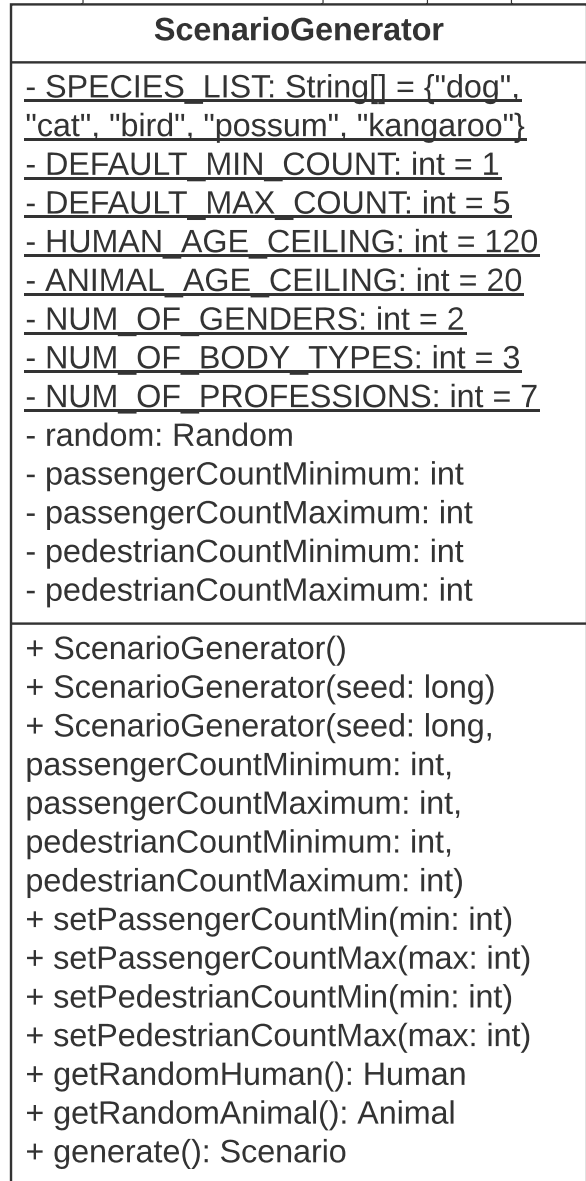 ScenarioGenerator
- SPECIES_LIST: String[] = {"dog",
"cat", "bird", "possum", "kangaroo"}
- DEFAULT_MIN_COUNT: int = 1
- DEFAULT_MAX_COUNT: int = 5
- HUMAN_AGE_CEILING: int = 120
- ANIMAL_AGE_CEILING: int = 20
- NUM_OF_GENDERS: int = 2
- NUM_OF_BODY_TYPES: int = 3
- NUM_OF_PROFESSIONS: int = 7
- random: Random
- passengerCountMinimum: int
- passengerCountMaximum: int
- pedestrianCountMinimum: int
- pedestrianCountMaximum: int
+ ScenarioGenerator()
+ ScenarioGenerator(seed: long)
+ ScenarioGenerator(seed: long,
passengerCountMinimum: int,
passengerCountMaximum: int,
pedestrianCountMinimum: int,
pedestrianCountMaximum: int)
+ setPassengerCountMin(min: int)
+ setPassengerCountMax(max: int)
+ setPedestrianCountMin(min: int)
+ setPedestrianCountMax(max: int)
+ getRandomHuman(): Human
+ getRandomAnimal(): Animal
+ generate(): Scenario